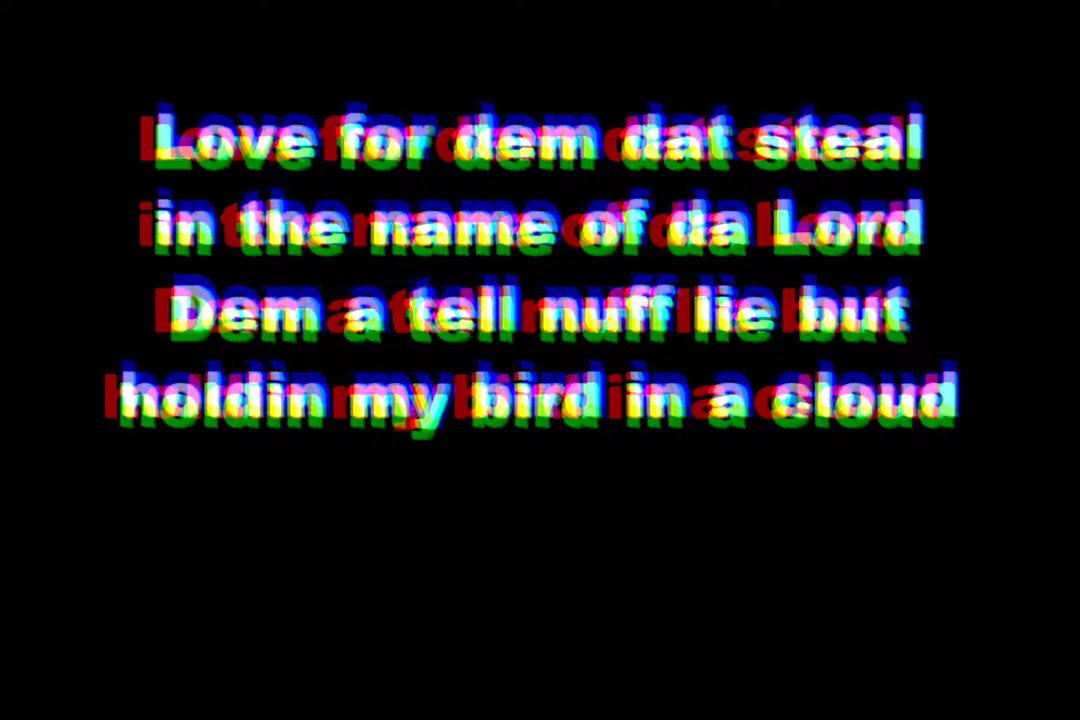 Love for dem dat steal
in the name of da Lord
Dem a tell nuff lie but
holdin my bird in a cloud